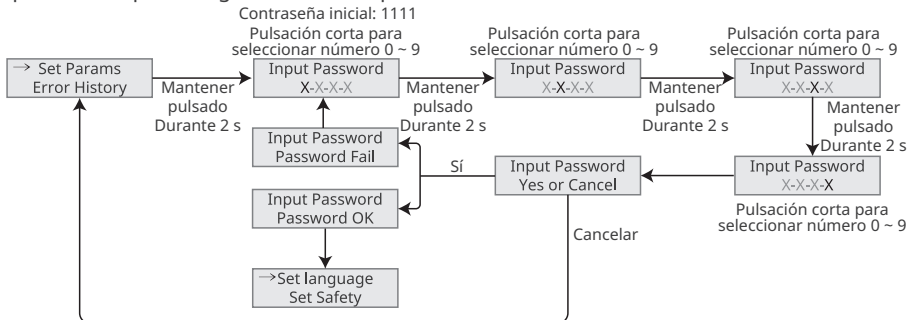 Contraseña inicial: 1111
Pulsación corta para
seleccionar número 0 ~ 9
Pulsación corta para
seleccionar número 0 ~ 9
Pulsación corta para
seleccionar número 0 ~ 9
→ Set Params
Error History
Mantener
pulsado
Durante 2 s
Input Password
X-X-X-X
Mantener
pulsado
Durante 2 s
Input Password
X-X-X-X
Mantener
pulsado
Durante 2 s
Input Password
X-X-X-X
Mantener
pulsado
Durante 2 s
Input Password
X-X-X-X
Pulsación corta para
seleccionar número 0 ~ 9
Input Password
Yes or Cancel
Sí
Input Password
Password Fail
Input Password
Password OK
Cancelar
→Set language
Set Safety